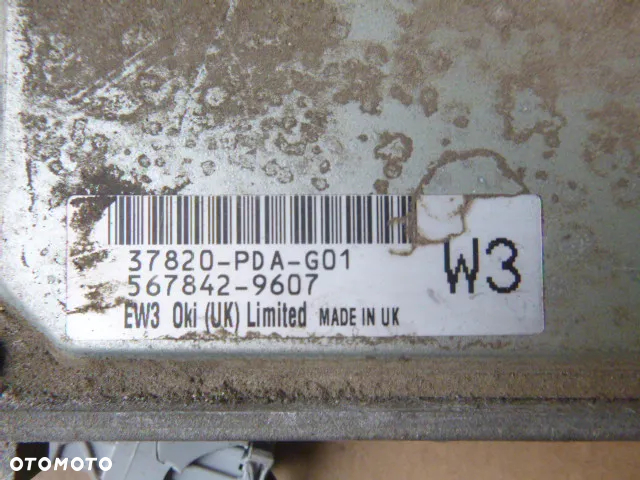 37820-PDA-G01
567842-9607
W3
EW3 Oki (UK) Limited MADE IN UK
OTOMOTO